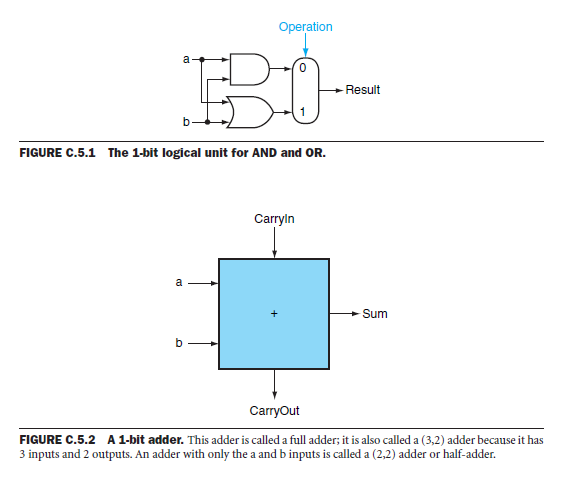 Operation
a
0
Result
1
b
FIGURE C.5.1 The 1-bit logical unit for AND and OR.
CarryIn
a
+
Sum
b
CarryOut
FIGURE C.5.2 A 1-bit adder. This adder is called a full adder; it is also called a (3,2) adder because it has
3 inputs and 2 outputs. An adder with only the a and b inputs is called a (2,2) adder or half-adder.